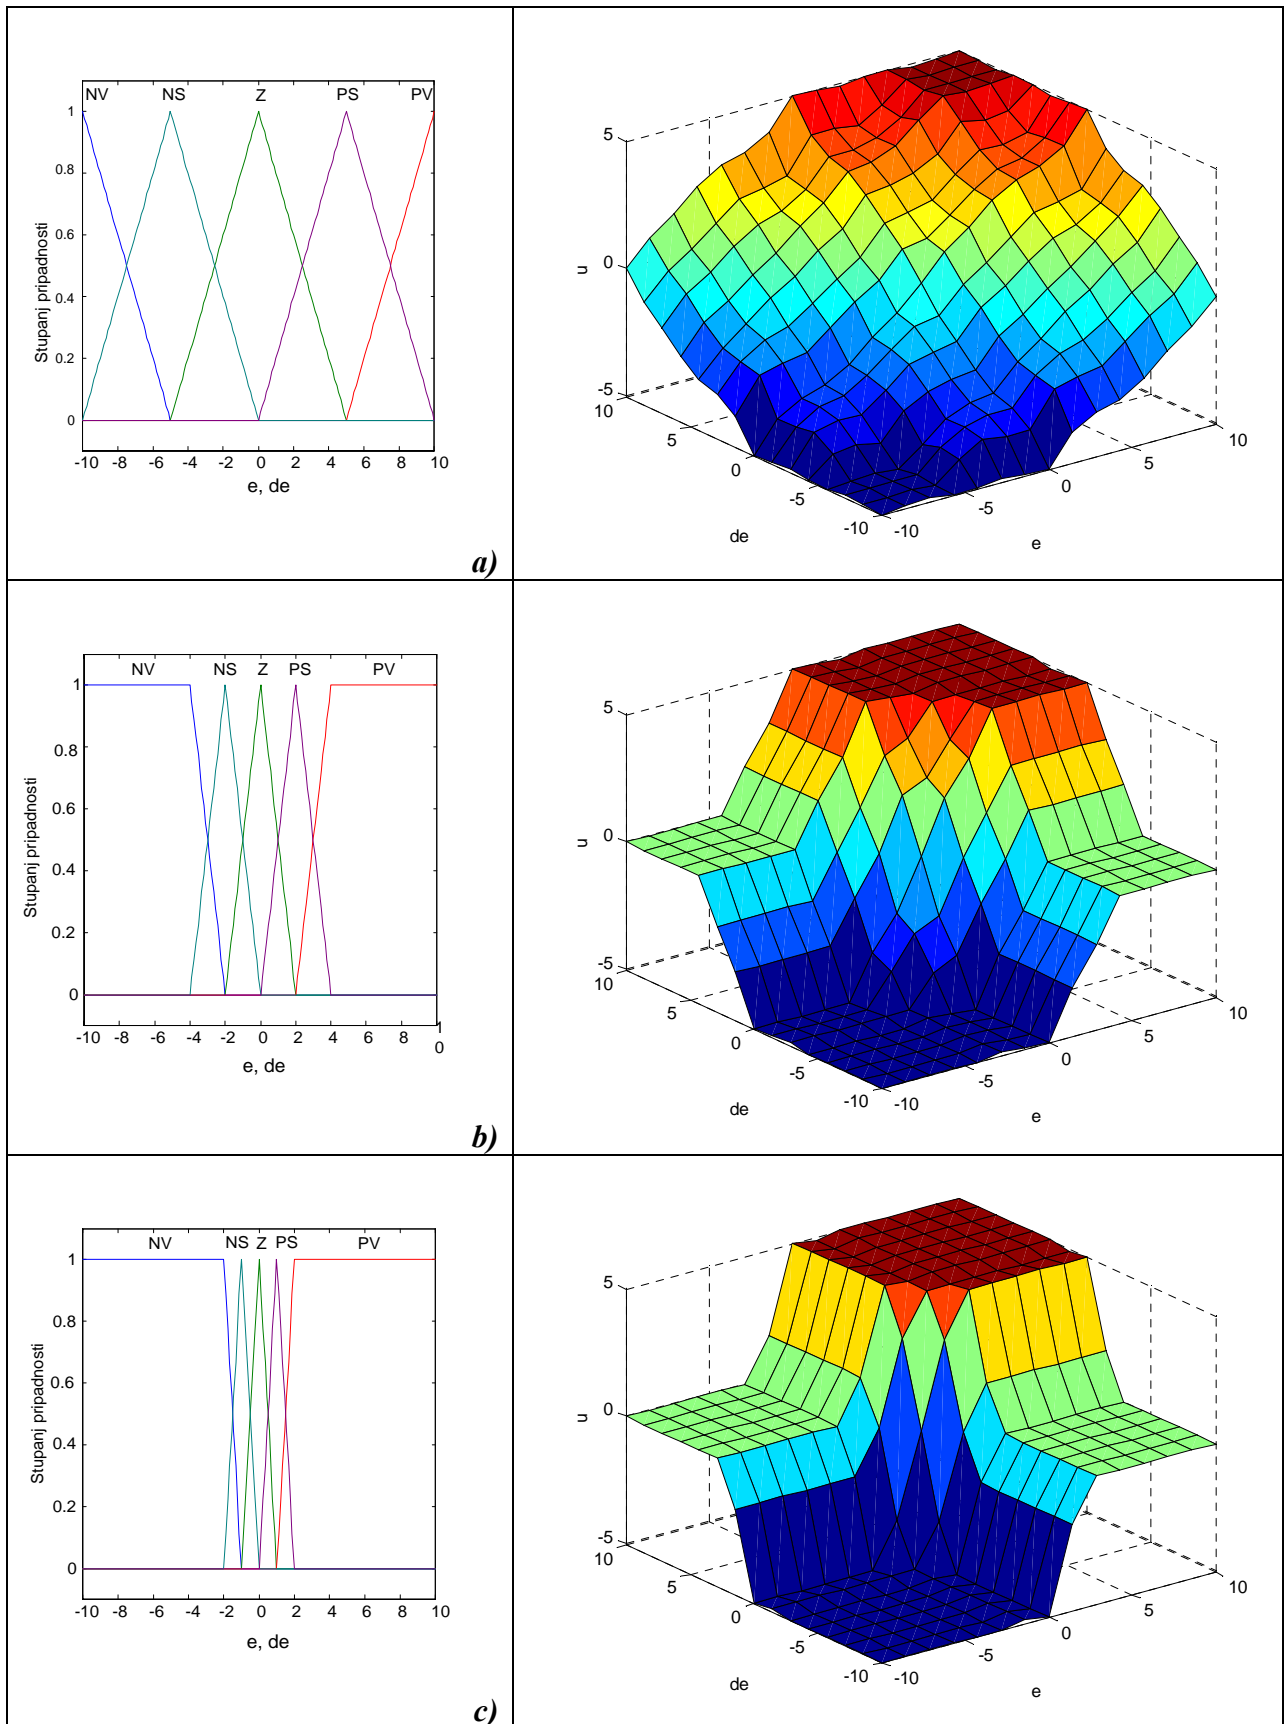 NV NS Z PS PV
1
0.8
0.6
0.4
0.2
0
Stupanj pripadnosti
-10 -8 -6 -4 -2 0 2 4 6 8 10
e, de
a)
5
0
-5
u
10
5
0
-5
-10
de
-10
-5
0
5
10
e
NV NS Z PS PV
1
0.8
0.6
0.4
0.2
0
Stupanj pripadnosti
-10 -8 -6 -4 -2 0 2 4 6 8 1
0
e, de
b)
5
0
-5
u
10
5
0
-5
-10
de
-10
-5
0
5
10
e
NV NS Z PS PV
1
0.8
0.6
0.4
0.2
0
Stupanj pripadnosti
-10 -8 -6 -4 -2 0 2 4 6 8 10
e, de
c)
5
0
-5
u
10
5
0
-5
-10
de
-10
-5
0
5
10
e